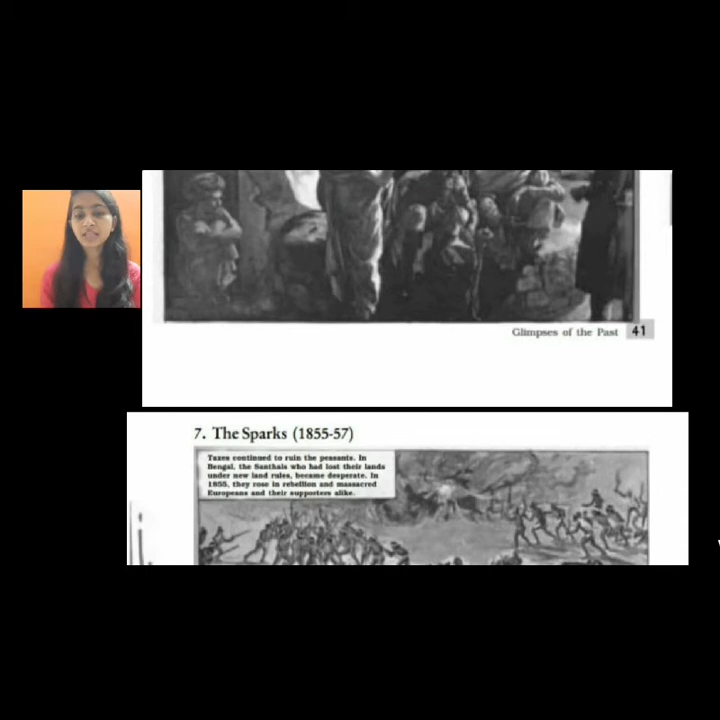 Glimpses of the Past 41
7. The Sparks (1855-57)
Taxes continued to ruin the peasants. In
Bengal, the Santhals who had lost their lands
under new land rules, became desperate. In
1855, they rose in rebellion and massacred
Europeans and their supporters alike.